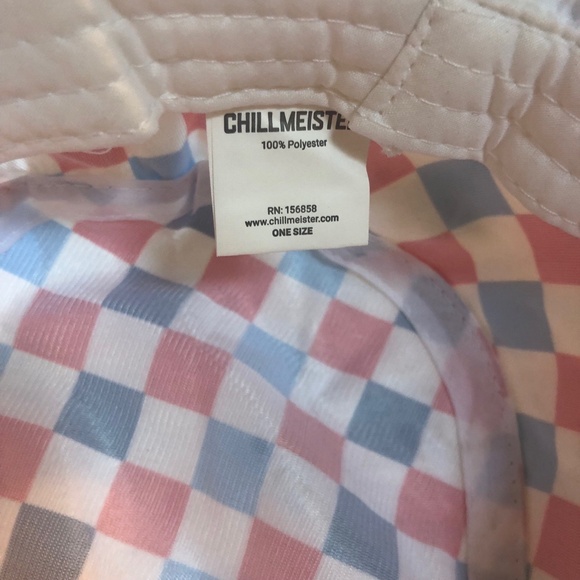 CHILLMEISTE
100% Polyester
RN: 156858
www.chillmeister.com
ONE SIZE